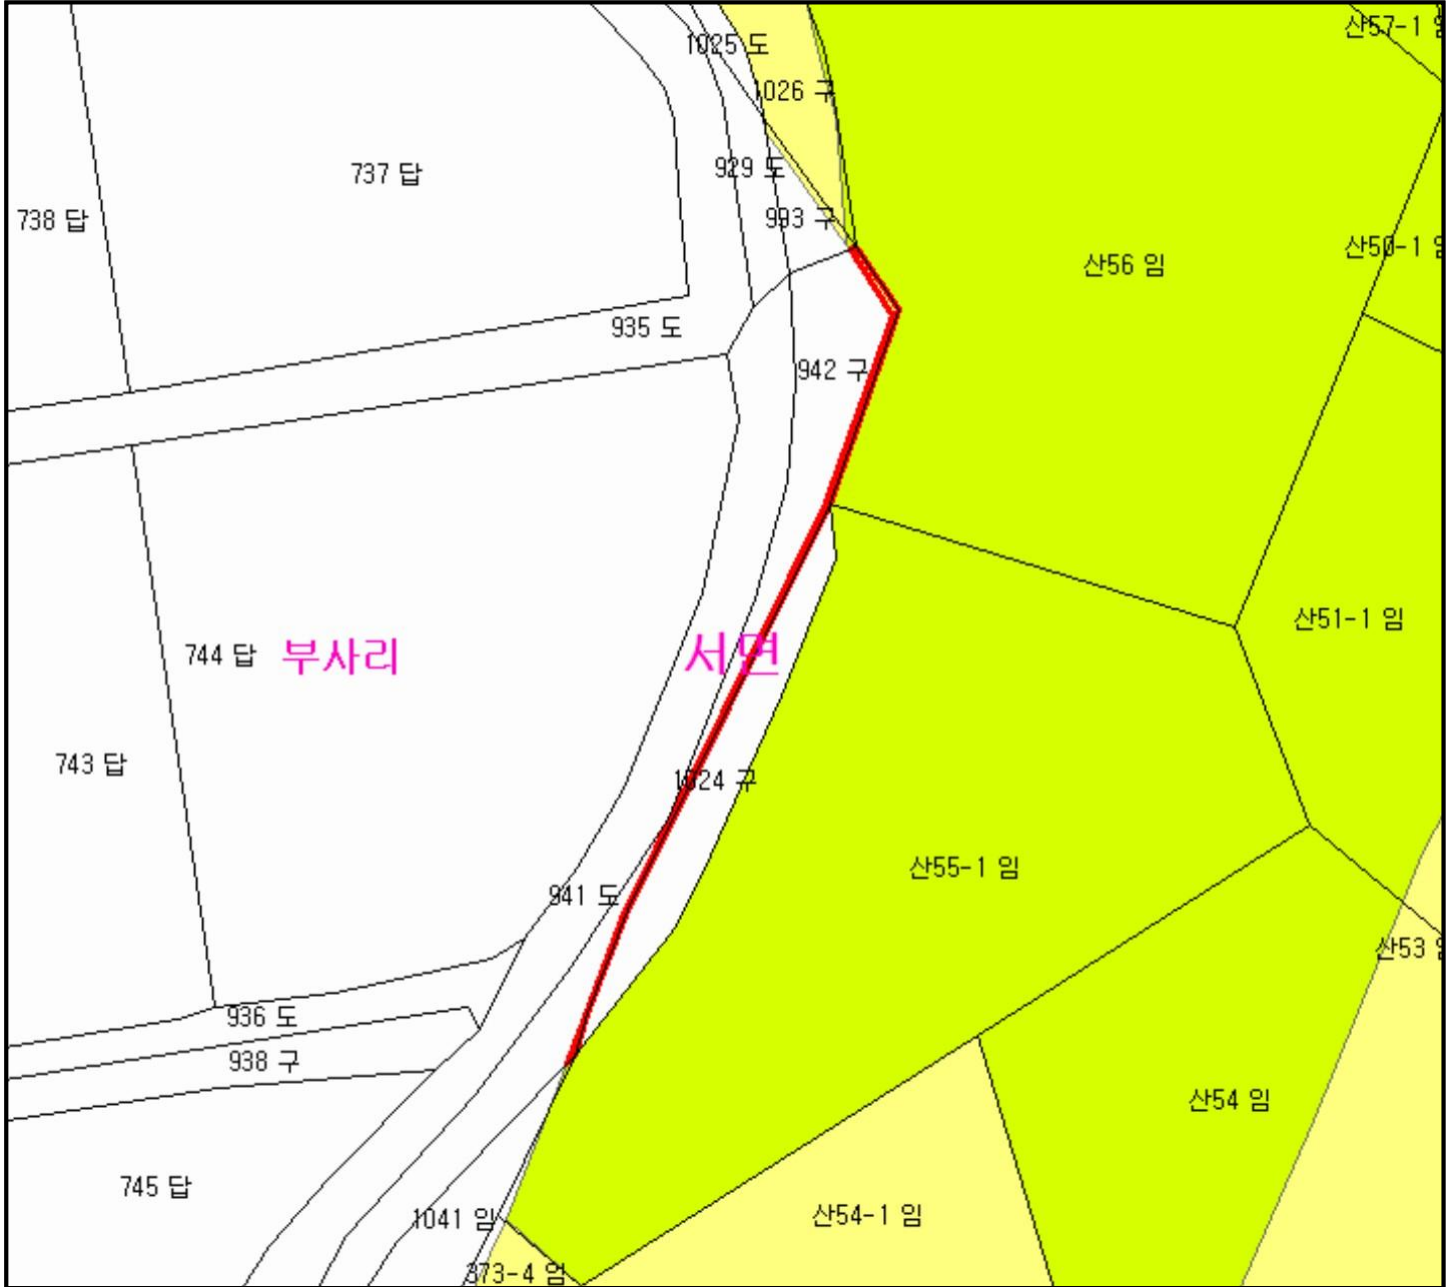 산57-1
1025 도
1026 구
929 도
737 답
993 구
738 답
산50-1
산56 임
935 도
942 구
산51-1 임
744 답
부사리
서면
743 답
1024 구
산55-1 임
941 도
산53
936 도
938 구
산54 임
745 답
1041 임
산54-1 임
373-4